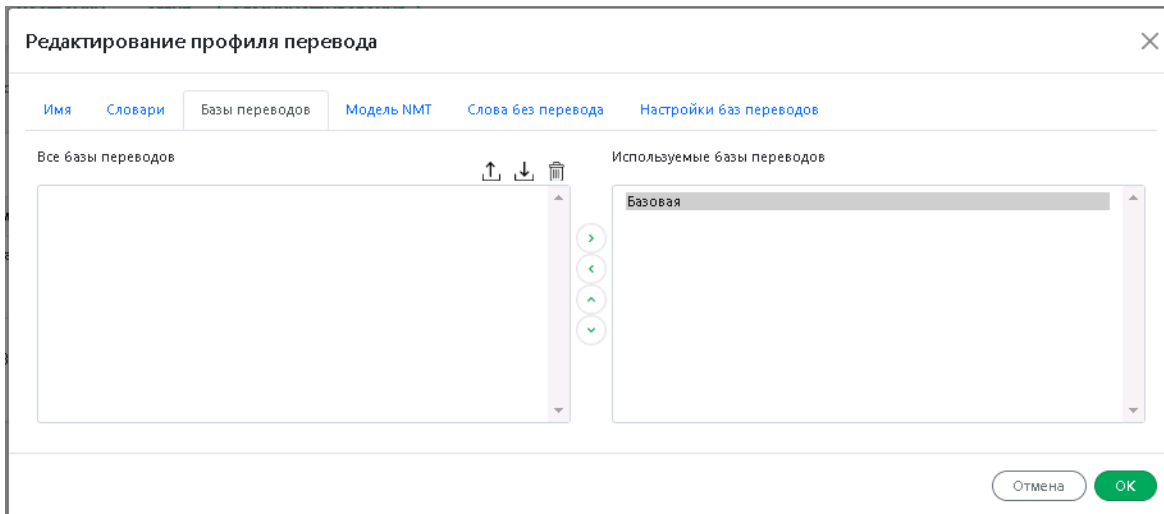 Редактирование профиля перевода
Имя Словари Базы переводов Модель NMT Слова без перевода Настройки баз переводов
Все базы переводов
Используемые базы переводов
Базовая
Отмена OK